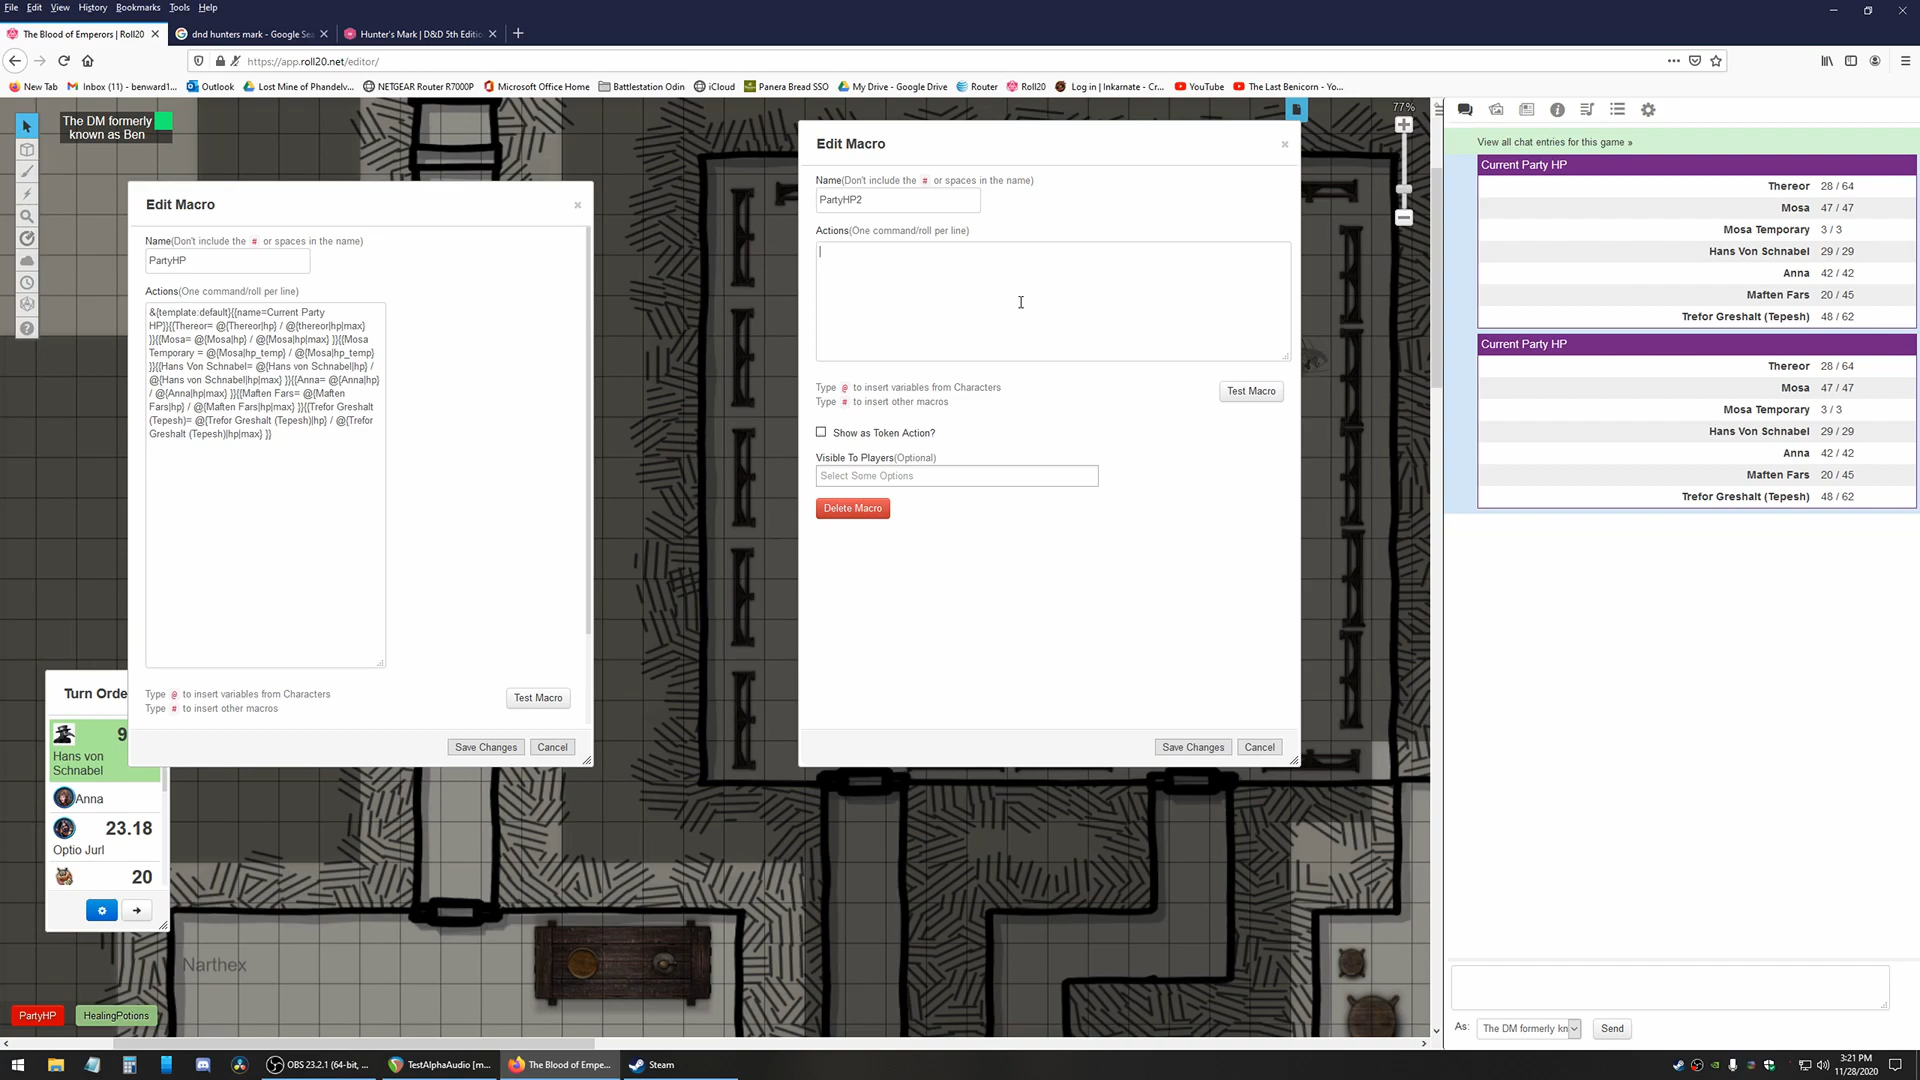 File Edit View History Bookmarks Tools Help
The Blood of Emperors | Roll20
dnd hunters mark - Google Sea
Hunter's Mark | D&D 5th Editio
https://app.roll20.net/editor/
New Tab
Inbox (11) - benward1...
Outlook
Lost Mine of Phandelv...
NETGEAR Router R7000P
Microsoft Office Home
Battlestation Odin
iCloud
Panera Bread SSO
My Drive - Google Drive
Router
Roll20
Log in | Inkarnate - Cr...
YouTube
The Last Benicorn - Yo...
The DM formerly
known as Ben
77%
Edit Macro
Name(Don't include the # or spaces in the name)
PartyHP
Actions(One command/roll per line)
&{template:default}{{name=Current Party
HP}}{{Thereor= @{Thereor|hp} / @{thereor|hp|max}
}}{{Mosa= @{Mosa|hp} / @{Mosa|hp|max} }}{{Mosa
Temporary = @{Mosa|hp_temp} / @{Mosa|hp_temp}
}}{{Hans Von Schnabel= @{Hans von Schnabel|hp} /
@{Hans von Schnabel|hp|max} }}{{Anna= @{Anna|hp}
/ @{Anna|hp|max} }}{{Maften Fars= @{Maften
Fars|hp} / @{Maften Fars|hp|max} }}{{Trefor Greshalt
(Tepesh)= @{Trefor Greshalt (Tepesh)|hp} / @{Trefor
Greshalt (Tepesh)|hp|max} }}
Type @ to insert variables from Characters
Type # to insert other macros
Test Macro
Save Changes
Cancel
Edit Macro
Name(Don't include the # or spaces in the name)
PartyHP2
Actions(One command/roll per line)
Type @ to insert variables from Characters
Type # to insert other macros
Test Macro
Show as Token Action?
Visible To Players(Optional)
Select Some Options
Delete Macro
Save Changes
Cancel
View all chat entries for this game »
Current Party HP
Thereor 28 / 64
Mosa 47 / 47
Mosa Temporary 3 / 3
Hans Von Schnabel 29 / 29
Anna 42 / 42
Maften Fars 20 / 45
Trefor Greshalt (Tepesh) 48 / 62
Current Party HP
Thereor 28 / 64
Mosa 47 / 47
Mosa Temporary 3 / 3
Hans Von Schnabel 29 / 29
Anna 42 / 42
Maften Fars 20 / 45
Trefor Greshalt (Tepesh) 48 / 62
Turn Orde
9
Hans von
Schnabel
Anna
23.18
Optio Jurl
20
Narthex
PartyHP
HealingPotions
As: The DM formerly kn
Send
OBS 23.2.1 (64-bit, ...
TestAlphaAudio [m...
The Blood of Empe...
Steam
3:21 PM
11/28/2020